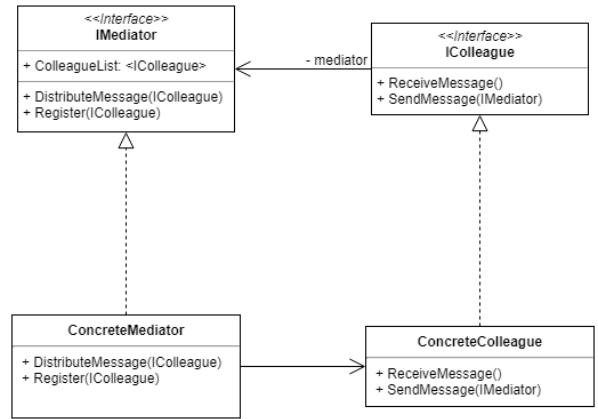 <<Interface>>
IMediator
+ ColleagueList: <IColleague>
+ DistributeMessage(IColleague)
+ Register(IColleague)
- mediator
<<Interface>>
IColleague
+ ReceiveMessage()
+ SendMessage(IMediator)
ConcreteMediator
+ DistributeMessage(IColleague)
+ Register(IColleague)
ConcreteColleague
+ ReceiveMessage()
+ SendMessage(IMediator)